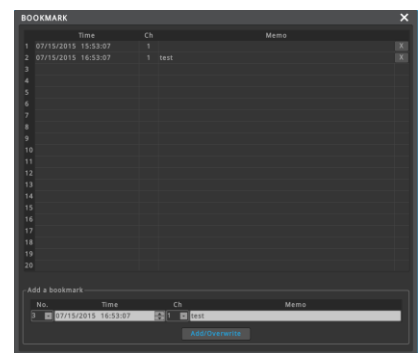 BOOKMARK X
Time Ch Memo
1 07/15/2015 15:53:07 1 X
2 07/15/2015 16:53:07 1 test X
3
4
5
6
7
8
9
10
11
12
13
14
15
16
17
18
19
20
Add a bookmark
No. Time Ch Memo
3 07/15/2015 16:53:07 1 test
Add/Overwrite